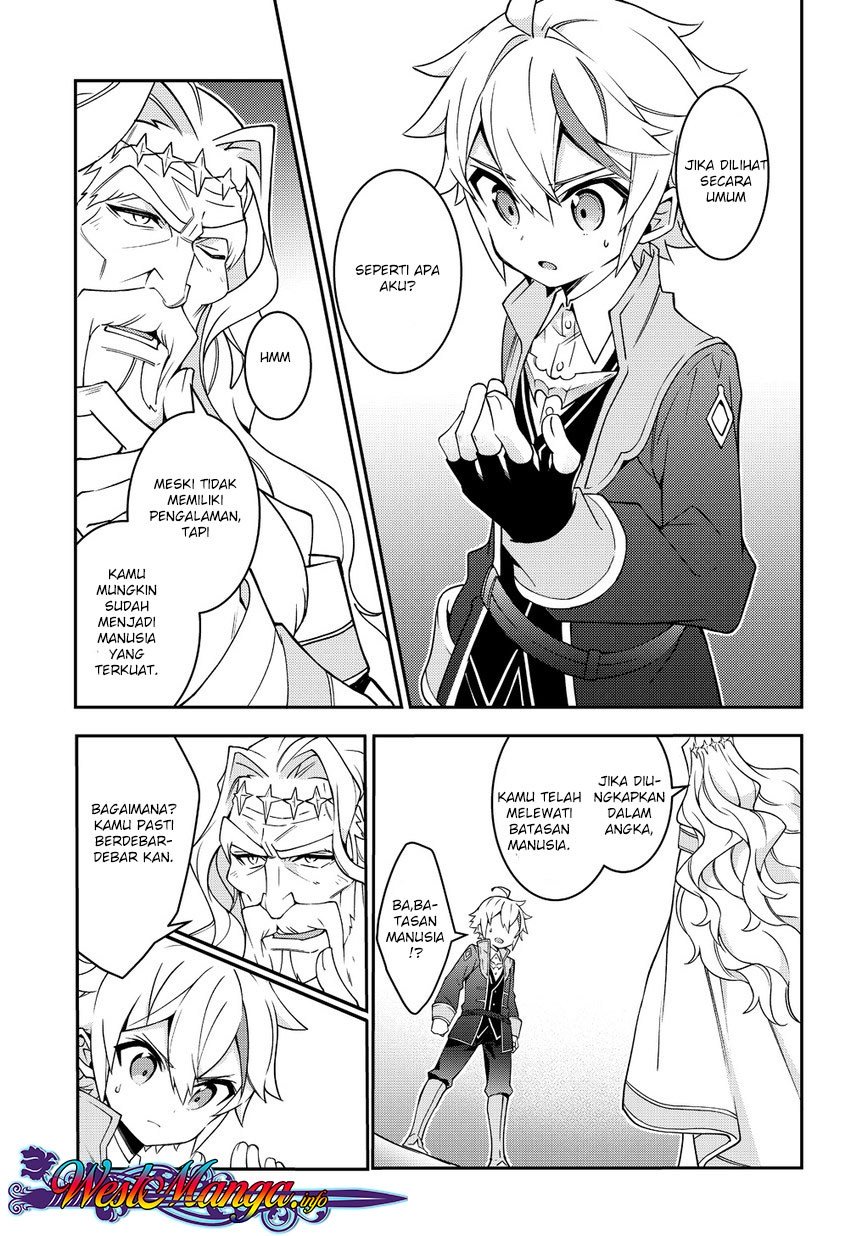 JIKA DILIHAT
SECARA
UMUM
SEPERTI APA
AKU?
HMM
MESKI TIDAK
MEMILIKI
PENGALAMAN,
TAPI
KAMU
MUNGKIN
SUDAH
MENJADI
MANUSIA
YANG
TERKUAT.
JIKA DIU-
NGKAPKAN
DALAM
ANGKA,
KAMU TELAH
MELEWATI
BATASAN
MANUSIA.
BA,BA-
TASAN
MANUSIA
!?
BAGAIMANA?
KAMU PASTI
BERDEBAR-
DEBAR KAN.
WestManga.info